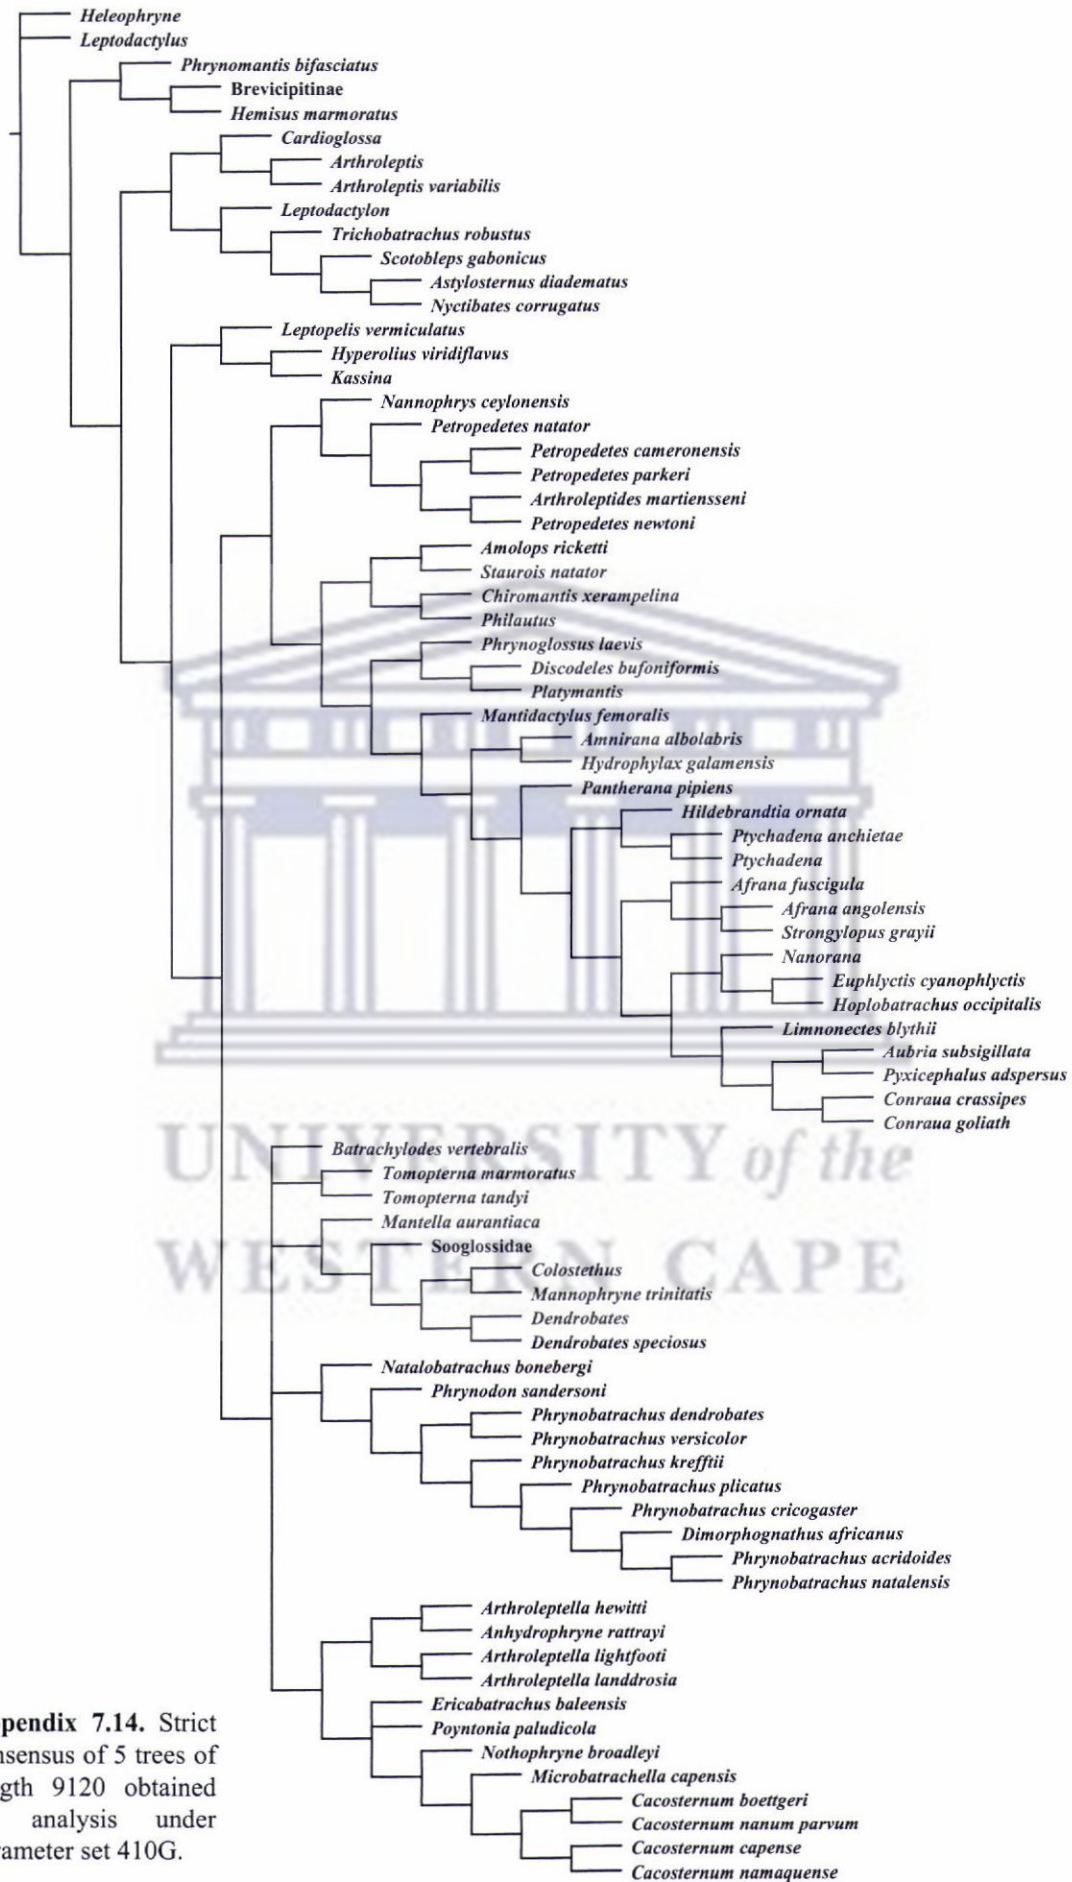 Heleophryne
Leptodactylus
Phrynomantis bifasciatus
Brevicipitinae
Hemisus marmoratus
Cardioglossa
Arthroleptis
Arthroleptis variabilis
Leptodactylon
Trichobatrachus robustus
Scotobleps gabonicus
Astylosternus diadematus
Nyctibates corrugatus
Leptopelis vermiculatus
Hyperolius viridiflavus
Kassina
Nannophrys ceylonensis
Petropedetes natator
Petropedetes cameronensis
Petropedetes parkeri
Arthroleptides martiensseni
Petropedetes newtoni
Amolops ricketti
Staurois natator
Chiromantis xerampelina
Philautus
Phrynoglossus laevis
Discodeles bufoniformis
Platymantis
Mantidactylus femoralis
Amnirana albolabris
Hydrophylax galamensis
Pantherana pipiens
Hildebrandtia ornata
Ptychadena anchietae
Ptychadena
Afrana fuscigula
Afrana angolensis
Strongylopus grayii
Nanorana
Euphlyctis cyanophlyctis
Hoplobatrachus occipitalis
Limnonectes blythii
Aubria subsigillata
Pyxicephalus adspersus
Conraua crassipes
Conraua goliath
UNIVERSITY of the
WESTERN CAPE
Batrachylodes vertebralis
Tomopterna marmoratus
Tomopterna tandyi
Mantella aurantiaca
Sooglossidae
Colostethus
Mannophryne trinitatis
Dendrobates
Dendrobates speciosus
Natalobatrachus bonebergi
Phrynodon sandersoni
Phrynobatrachus dendrobates
Phrynobatrachus versicolor
Phrynobatrachus krefftii
Phrynobatrachus plicatus
Phrynobatrachus cricogaster
Dimorphognathus africanus
Phrynobatrachus acridoides
Phrynobatrachus natalensis
Arthroleptella hewitti
Anhydrophryne rattrayi
Arthroleptella lightfooti
Arthroleptella landdrosia
Ericabatrachus baleensis
Poyntonia paludicola
Nothophryne broadleyi
Microbatrachella capensis
Cacosternum boettgeri
Cacosternum nanum parvum
Cacosternum capense
Cacosternum namaquense
pendix 7.14. Strict
nsensus of 5 trees of
gth 9120 obtained
analysis under
rameter set 410G.